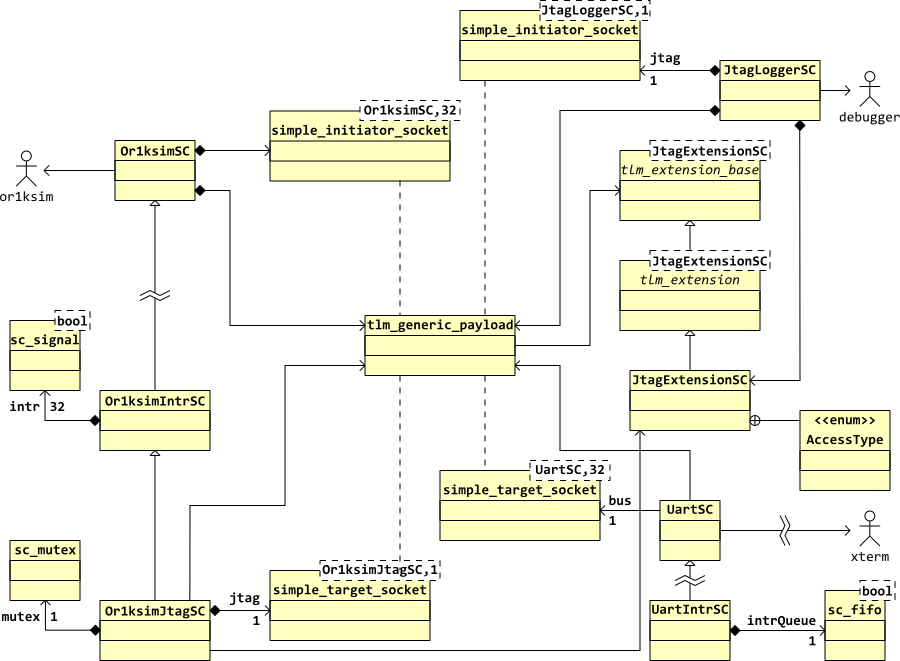 JtagLoggerSC,1
simple_initiator_socket
jtag
1
JtagLoggerSC
debugger
Or1ksimSC,32
simple_initiator_socket
Or1ksimSC
or1ksim
JtagExtensionSC
tlm_extension_base
JtagExtensionSC
tlm_extension
bool
sc_signal
tlm_generic_payload
intr 32
Or1ksimIntrSC
JtagExtensionSC
<<enum>>
AccessType
UartSC,32
simple_target_socket
bus
1
UartSC
xterm
sc_mutex
mutex 1
Or1ksimJtagSC
jtag
1
Or1ksimJtagSC,1
simple_target_socket
UartIntrSC
intrQueue
1
bool
sc_fifo